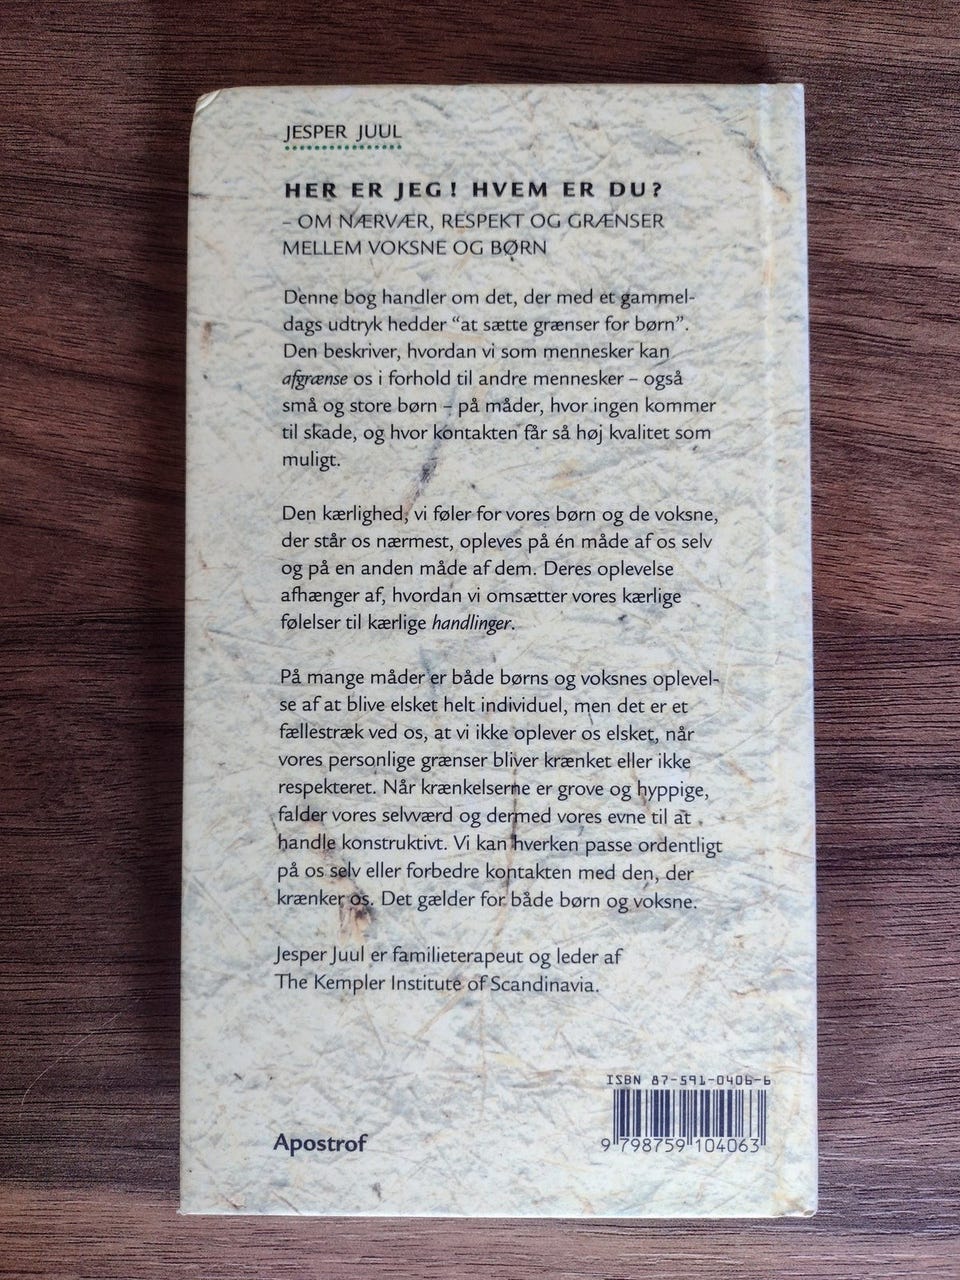 JESPER JUUL
HER ER JEG! HVEM ER DU?
– OM NÆRVÆR, RESPEKT OG GRÆNSER
MELLEM VOKSNE OG BØRN
Denne bog handler om det, der med et gammel-
dags udtryk hedder “at sætte grænser for børn”.
Den beskriver, hvordan vi som mennesker kan
afgrænse os i forhold til andre mennesker – også
små og store børn – på måder, hvor ingen kommer
til skade, og hvor kontakten får så høj kvalitet som
muligt.
Den kærlighed, vi føler for vores børn og de voksne,
der står os nærmest, opleves på én måde af os selv
og på en anden måde af dem. Deres oplevelse
afhænger af, hvordan vi omsætter vores kærlige
følelser til kærlige handlinger.
På mange måder er både børns og voksnes oplevel-
se af at blive elsket helt individuel, men det er et
fællestræk ved os, at vi ikke oplever os elsket, når
vores personlige grænser bliver krænket eller ikke
respekteret. Når krænkelserne er grove og hyppige,
falder vores selvværd og dermed vores evne til at
handle konstruktivt. Vi kan hverken passe ordentligt
på os selv eller forbedre kontakten med den, der
krænker os. Det gælder for både børn og voksne.
Jesper Juul er familieterapeut og leder af
The Kempler Institute of Scandinavia.
ISBN 87-591-0406-6
9 798759 104063
Apostrof